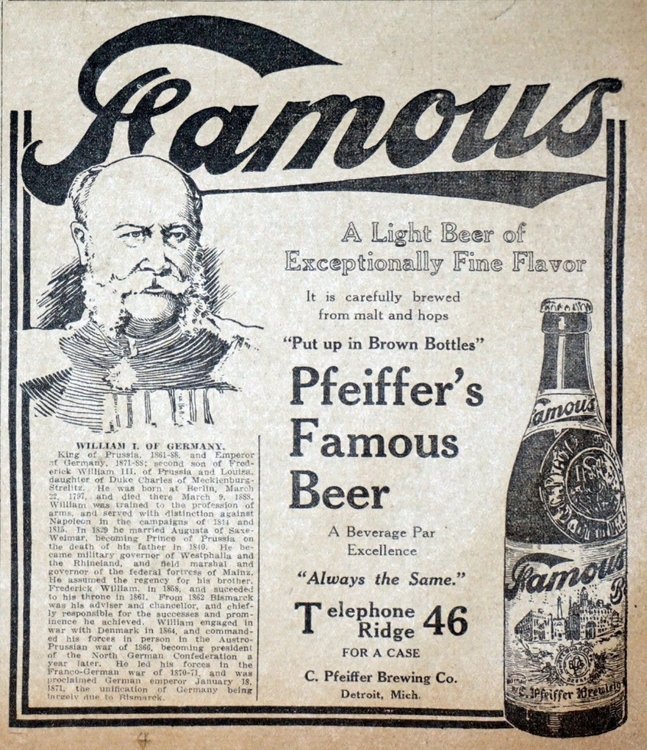 Famous
A Light Beer of
Exceptionally Fine Flavor
It is carefully brewed
from malt and hops
"Put up in Brown Bottles"
Pfeiffer's
Famous
Beer
A Beverage Par
Excellence
"Always the Same."
Telephone
Ridge 46
FOR A CASE
C. Pfeiffer Brewing Co.
Detroit, Mich.
WILLIAM I. OF GERMANY.
King of Prussia, 1861-88, and Emperor
of Germany, 1871-88; second son of Fred-
erick William III. of Prussia and Louisa,
daughter of Duke Charles of Mecklenburg-
Strelitz. He was born at Berlin, March
22, 1797, and died there March 9, 1888.
William was trained to the profession of
arms, and served with distinction against
Napoleon in the campaigns of 1814 and
1815. In 1829 he married Augusta of Saxe-
Weimar, becoming Prince of Prussia on
the death of his father in 1840. He be-
came military governor of Westphalia and
the Rhineland, and field marshal and
governor of the federal fortress of Mainz.
He assumed the regency for his brother,
Frederick William, in 1858, and suceeded
to his throne in 1861. From 1862 Bismarck
was his adviser and chancellor, and chief-
ly responsible for the successes and prom-
inence he achieved. William engaged in
war with Denmark in 1864, and command-
ed his forces in person in the Austro-
Prussian war of 1866, becoming president
of the North German Confederation a
year later. He led his forces in the
Franco-German war of 1870-71, and was
proclaimed German emperor January 18,
1871, the unification of Germany being
largely due to Bismarck.
Famous
Famous
C. Pfeiffer Brewing